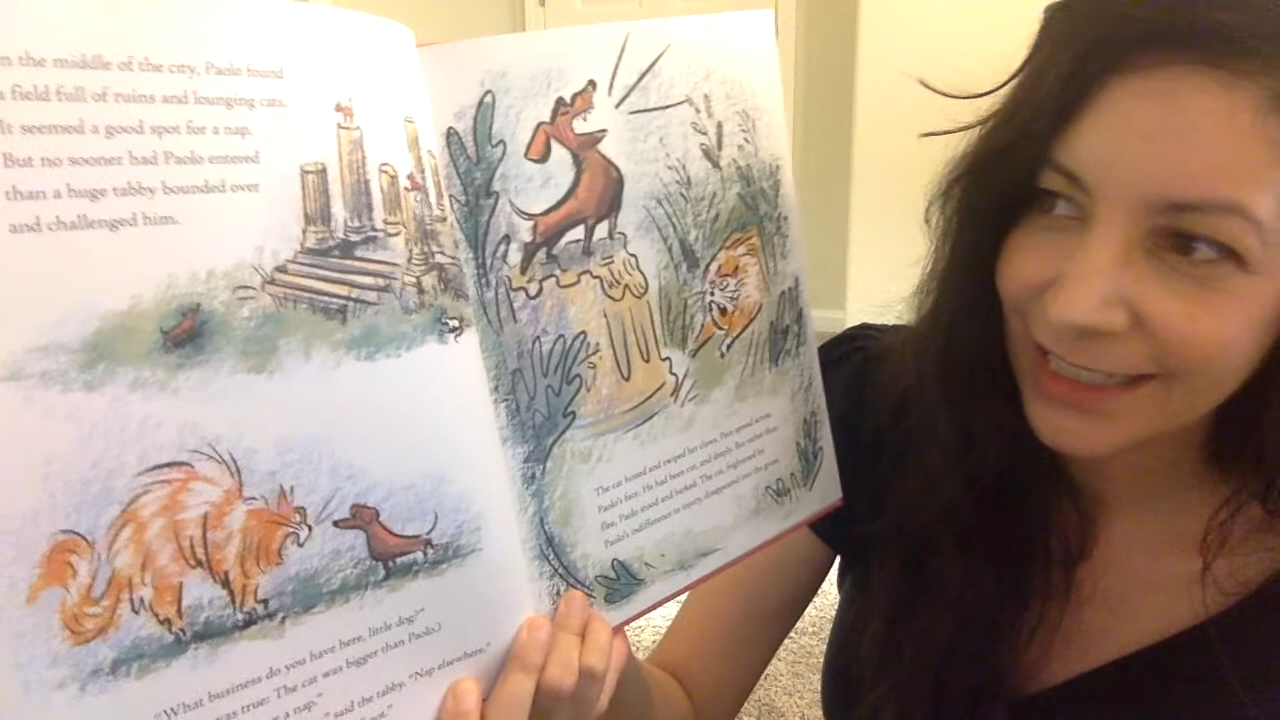 n the middle of the city, Paolo found
a field full of ruins and lounging cats.
It seemed a good spot for a nap.
But no sooner had Paolo entered
than a huge tabby bounded over
and challenged him.
"What business do you have here, little dog?"
was true: The cat was bigger than Paolo.)
a nap."
said the tabby. "Nap elsewhere."
not."
The cat hissed and swiped her claws. Pain spread across
Paolo's face. He had been cut, and deeply. But rather than
flee, Paolo stood and barked. The cat, frightened by
Paolo's indifference to injury, disappeared into the grass.